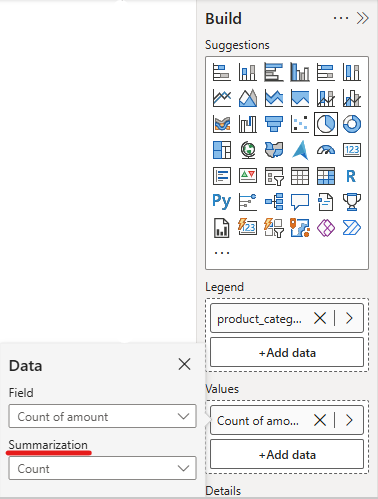 Build
Suggestions
123
R
Py
123
Legend
product_categ...
+Add data
Data
Values
Field
Count of amount
Count of amo...
Summarization
+Add data
Count
Details